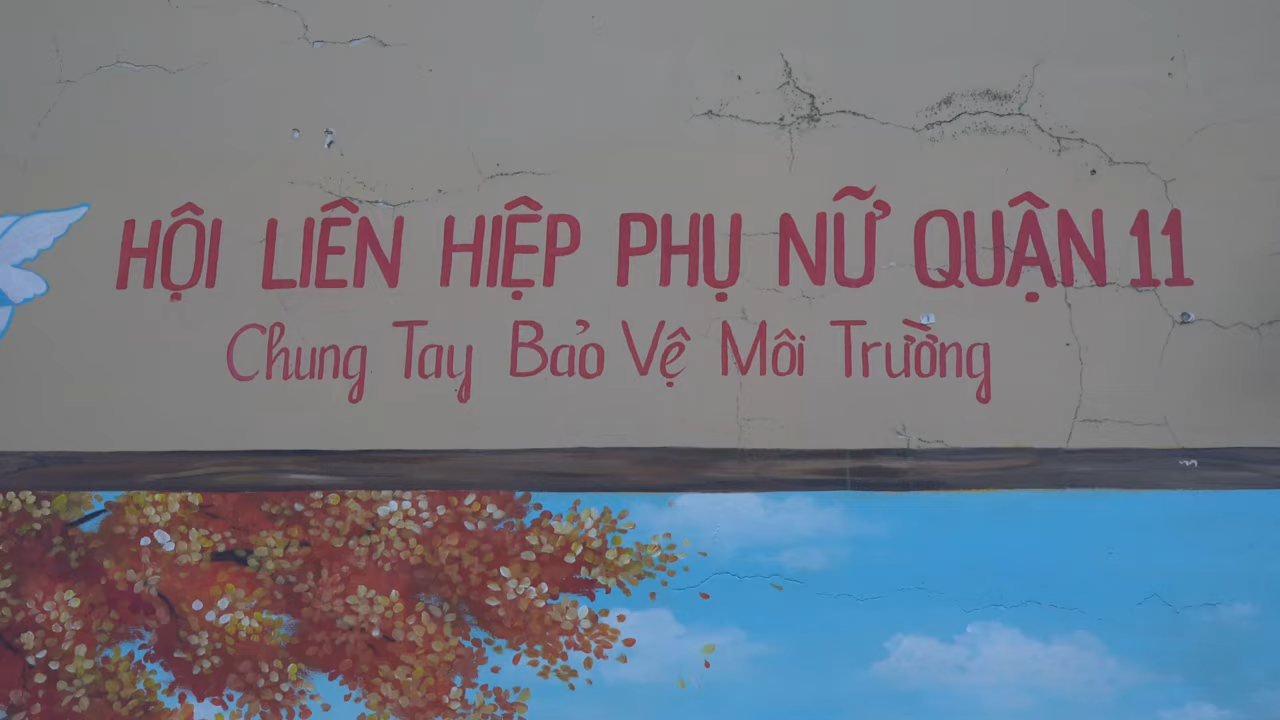 HỘI LIÊN HIỆP PHỤ NỮ QUẬN 11
Chung Tay Bảo Vệ Môi Trường